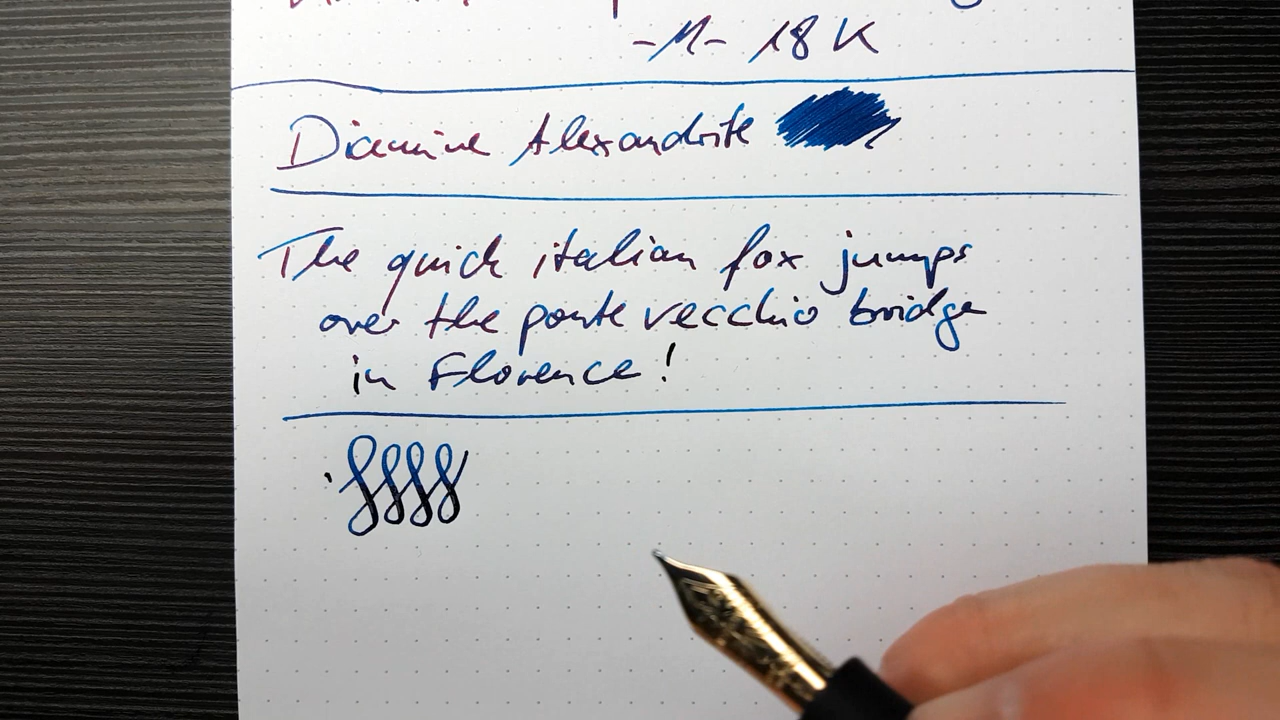 -M- 18 K
Diamine Alexandrite
The quick italian fox jumps
over the ponte vecchio bridge
in Florence!